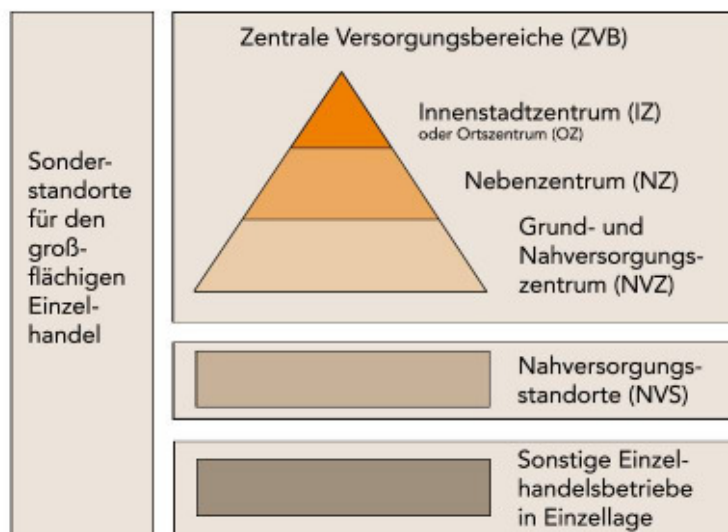 Zentrale Versorgungsbereiche (ZVB)
Innenstadtzentrum (IZ)
oder Ortszentrum (OZ)
Nebenzentrum (NZ)
Grund- und
Nahversorgungs-
zentrum (NVZ)
Sonder-
standorte
für den
groß-
flächigen
Einzel-
handel
Nahversorgungs-
standorte (NVS)
Sonstige Einzel-
handelsbetriebe
in Einzellage